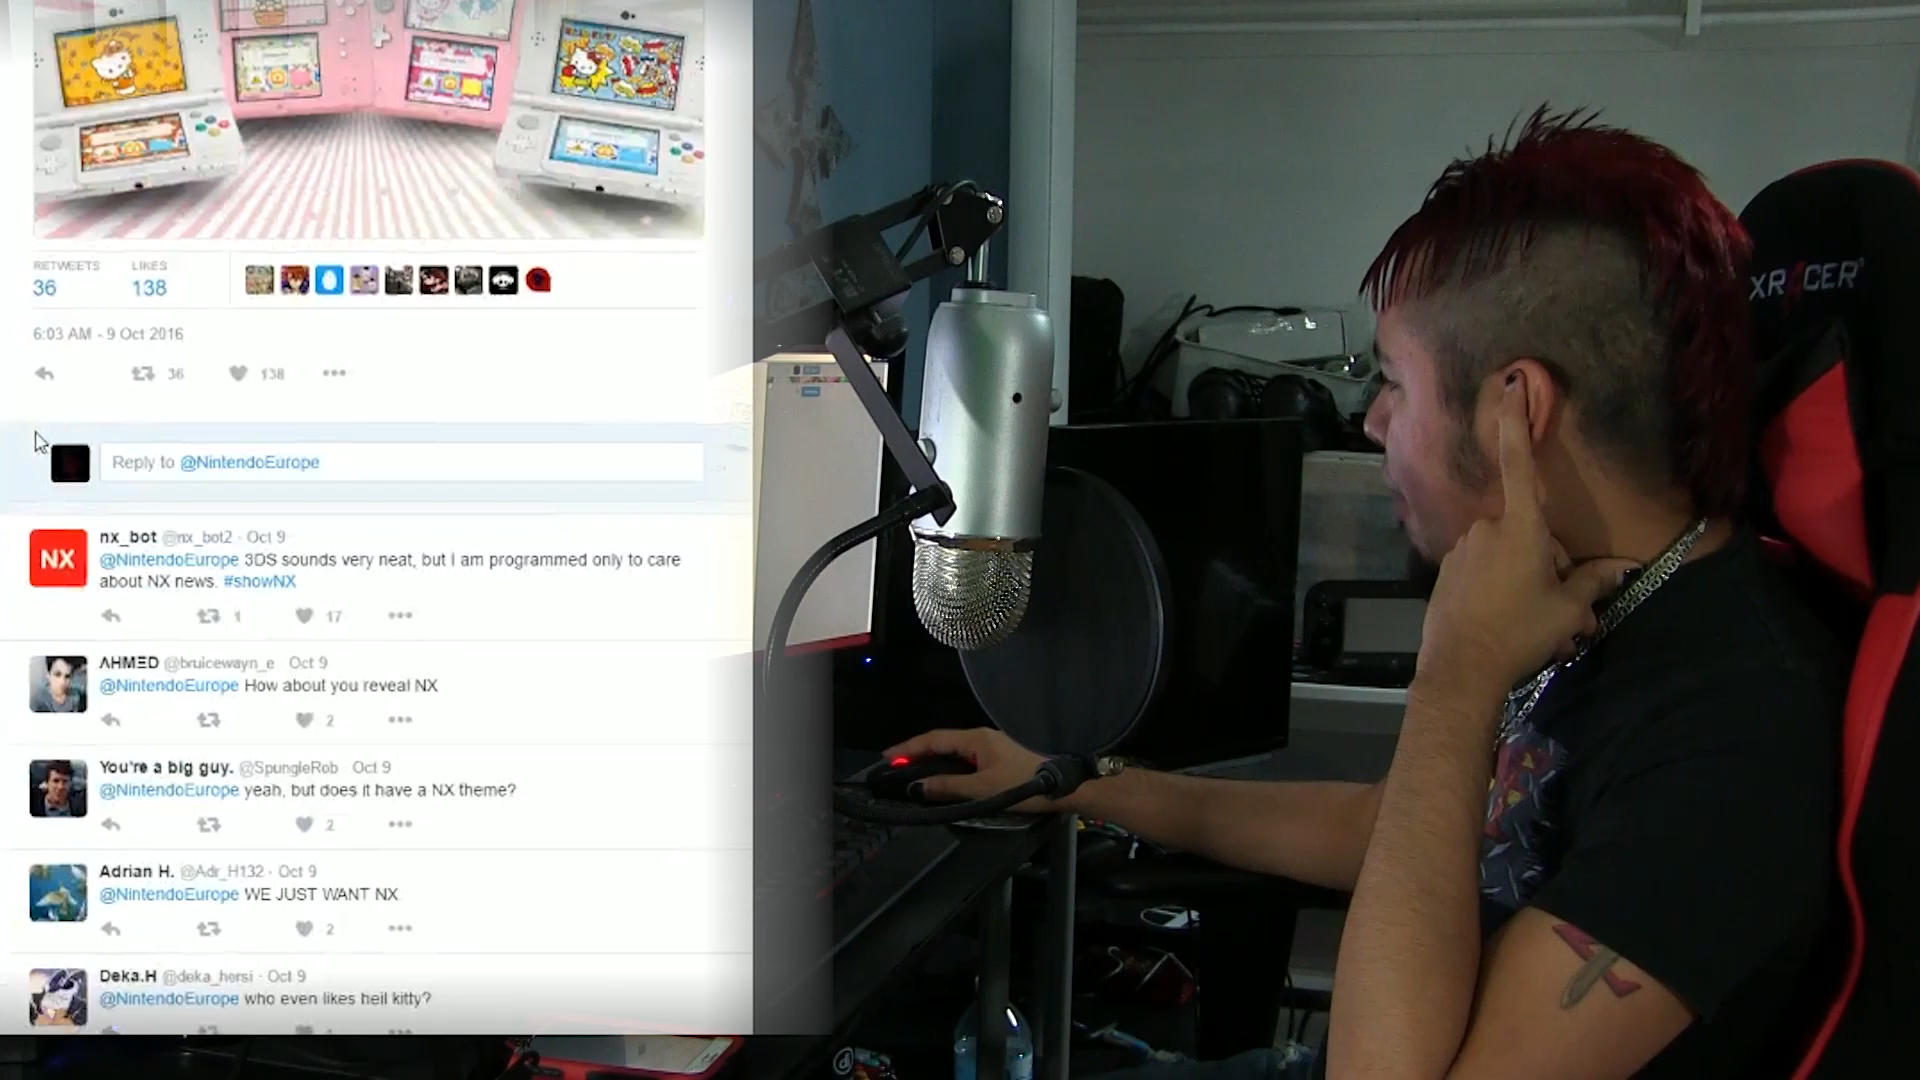 RETWEETS LIKES
36 138
6:03 AM - 9 Oct 2016
36 138
Reply to @NintendoEurope
NX
nx_bot @nx_bot2 · Oct 9
@NintendoEurope 3DS sounds very neat, but I am programmed only to care
about NX news. #showNX
1 17
ΛHMΞD @bruicewayn_e · Oct 9
@NintendoEurope How about you reveal NX
2
You're a big guy. @SpungleRob · Oct 9
@NintendoEurope yeah, but does it have a NX theme?
2
Adrian H. @Adr_H132 · Oct 9
@NintendoEurope WE JUST WANT NX
2
Deka.H @deka_hersi · Oct 9
@NintendoEurope who even likes hell kitty?
XRACER